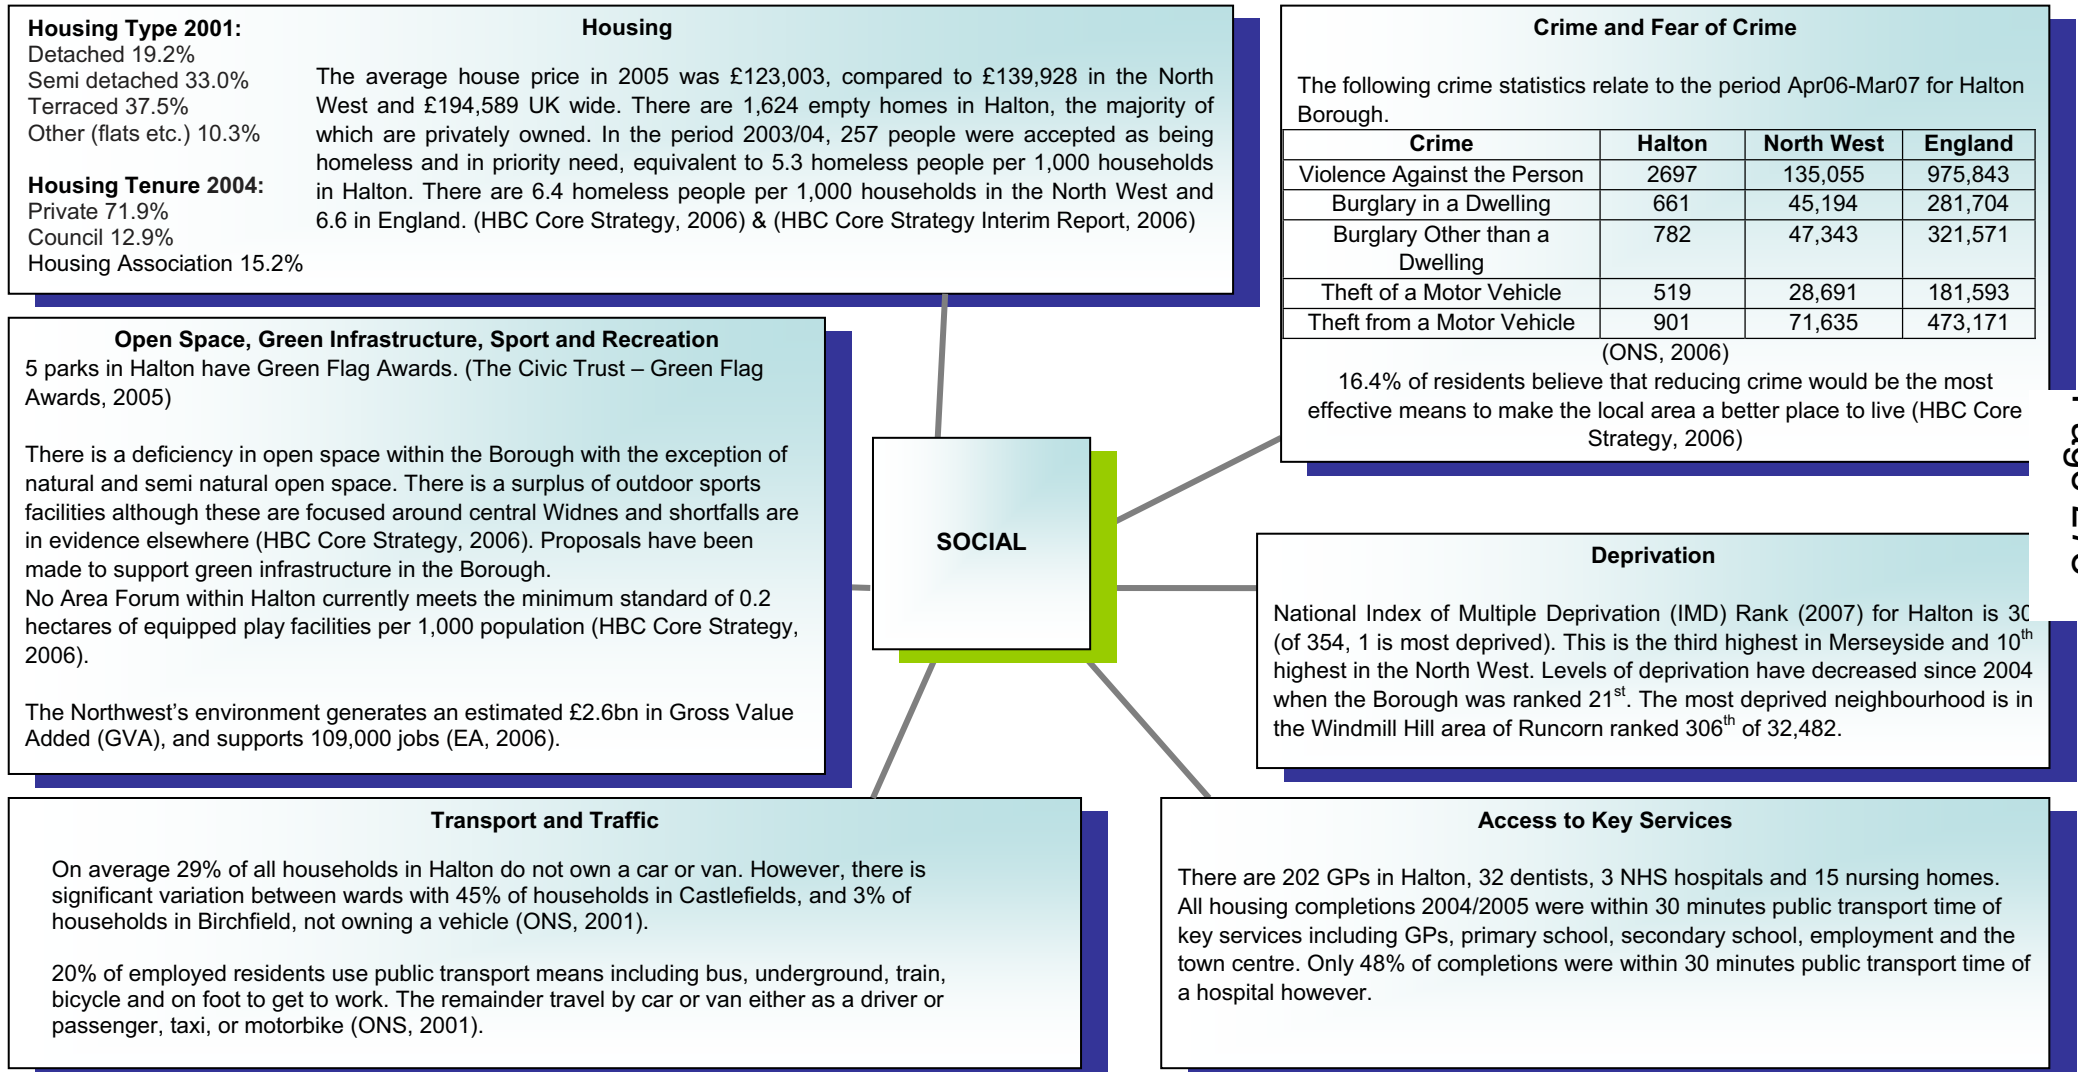 Housing Type 2001:
Detached 19.2%
Semi detached 33.0%
Terraced 37.5%
Other (flats etc.) 10.3%
Housing Tenure 2004:
Private 71.9%
Council 12.9%
Housing Association 15.2%
Housing
The average house price in 2005 was £123,003, compared to £139,928 in the North
West and £194,589 UK wide. There are 1,624 empty homes in Halton, the majority of
which are privately owned. In the period 2003/04, 257 people were accepted as being
homeless and in priority need, equivalent to 5.3 homeless people per 1,000 households
in Halton. There are 6.4 homeless people per 1,000 households in the North West and
6.6 in England. (HBC Core Strategy, 2006) & (HBC Core Strategy Interim Report, 2006)
Crime and Fear of Crime
The following crime statistics relate to the period Apr06-Mar07 for Halton
Borough.
Crime Halton North West England
Violence Against the Person 2697 135,055 975,843
Burglary in a Dwelling 661 45,194 281,704
Burglary Other than a 782 47,343 321,571
Dwelling
Theft of a Motor Vehicle 519 28,691 181,593
Theft from a Motor Vehicle 901 71,635 473,171
(ONS, 2006)
16.4% of residents believe that reducing crime would be the most
effective means to make the local area a better place to live (HBC Core
Strategy, 2006)
Open Space, Green Infrastructure, Sport and Recreation
5 parks in Halton have Green Flag Awards. (The Civic Trust – Green Flag
Awards, 2005)
There is a deficiency in open space within the Borough with the exception of
natural and semi natural open space. There is a surplus of outdoor sports
facilities although these are focused around central Widnes and shortfalls are
in evidence elsewhere (HBC Core Strategy, 2006). Proposals have been
made to support green infrastructure in the Borough.
No Area Forum within Halton currently meets the minimum standard of 0.2
hectares of equipped play facilities per 1,000 population (HBC Core Strategy,
2006).
The Northwest's environment generates an estimated £2.6bn in Gross Value
Added (GVA), and supports 109,000 jobs (EA, 2006).
SOCIAL
Deprivation
National Index of Multiple Deprivation (IMD) Rank (2007) for Halton is 30
(of 354, 1 is most deprived). This is the third highest in Merseyside and 10th
highest in the North West. Levels of deprivation have decreased since 2004
when the Borough was ranked 21st. The most deprived neighbourhood is in
the Windmill Hill area of Runcorn ranked 306th of 32,482.
Transport and Traffic
On average 29% of all households in Halton do not own a car or van. However, there is
significant variation between wards with 45% of households in Castlefields, and 3% of
households in Birchfield, not owning a vehicle (ONS, 2001).
20% of employed residents use public transport means including bus, underground, train,
bicycle and on foot to get to work. The remainder travel by car or van either as a driver or
passenger, taxi, or motorbike (ONS, 2001).
Access to Key Services
There are 202 GPs in Halton, 32 dentists, 3 NHS hospitals and 15 nursing homes.
All housing completions 2004/2005 were within 30 minutes public transport time of
key services including GPs, primary school, secondary school, employment and the
town centre. Only 48% of completions were within 30 minutes public transport time of
a hospital however.